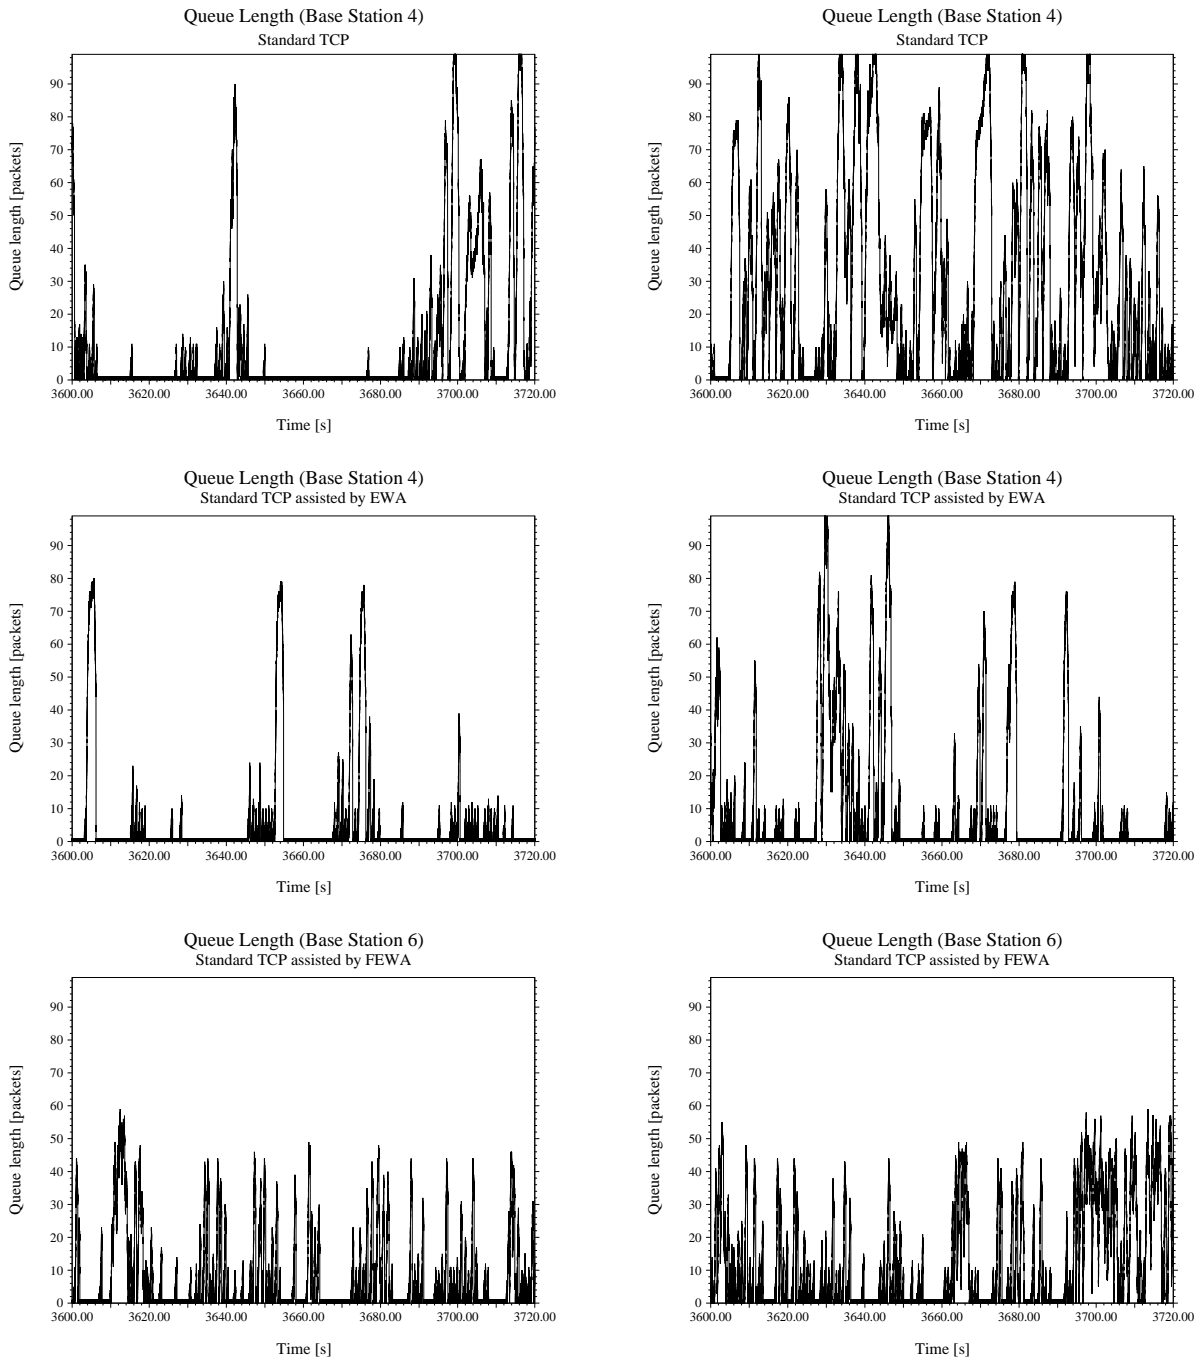 Queue Length (Base Station 4)
Standard TCP
Queue length [packets]
90
80
70
60
50
40
30
20
10
0
3600.00 3620.00 3640.00 3660.00 3680.00 3700.00 3720.00
Time [s]
Queue Length (Base Station 4)
Standard TCP
Queue length [packets]
90
80
70
60
50
40
30
20
10
0
3600.00 3620.00 3640.00 3660.00 3680.00 3700.00 3720.00
Time [s]
Queue Length (Base Station 4)
Standard TCP assisted by EWA
Queue length [packets]
90
80
70
60
50
40
30
20
10
0
3600.00 3620.00 3640.00 3660.00 3680.00 3700.00 3720.00
Time [s]
Queue Length (Base Station 4)
Standard TCP assisted by EWA
Queue length [packets]
90
80
70
60
50
40
30
20
10
0
3600.00 3620.00 3640.00 3660.00 3680.00 3700.00 3720.00
Time [s]
Queue Length (Base Station 6)
Standard TCP assisted by FEWA
Queue length [packets]
90
80
70
60
50
40
30
20
10
0
3600.00 3620.00 3640.00 3660.00 3680.00 3700.00 3720.00
Time [s]
Queue Length (Base Station 6)
Standard TCP assisted by FEWA
Queue length [packets]
90
80
70
60
50
40
30
20
10
0
3600.00 3620.00 3640.00 3660.00 3680.00 3700.00 3720.00
Time [s]